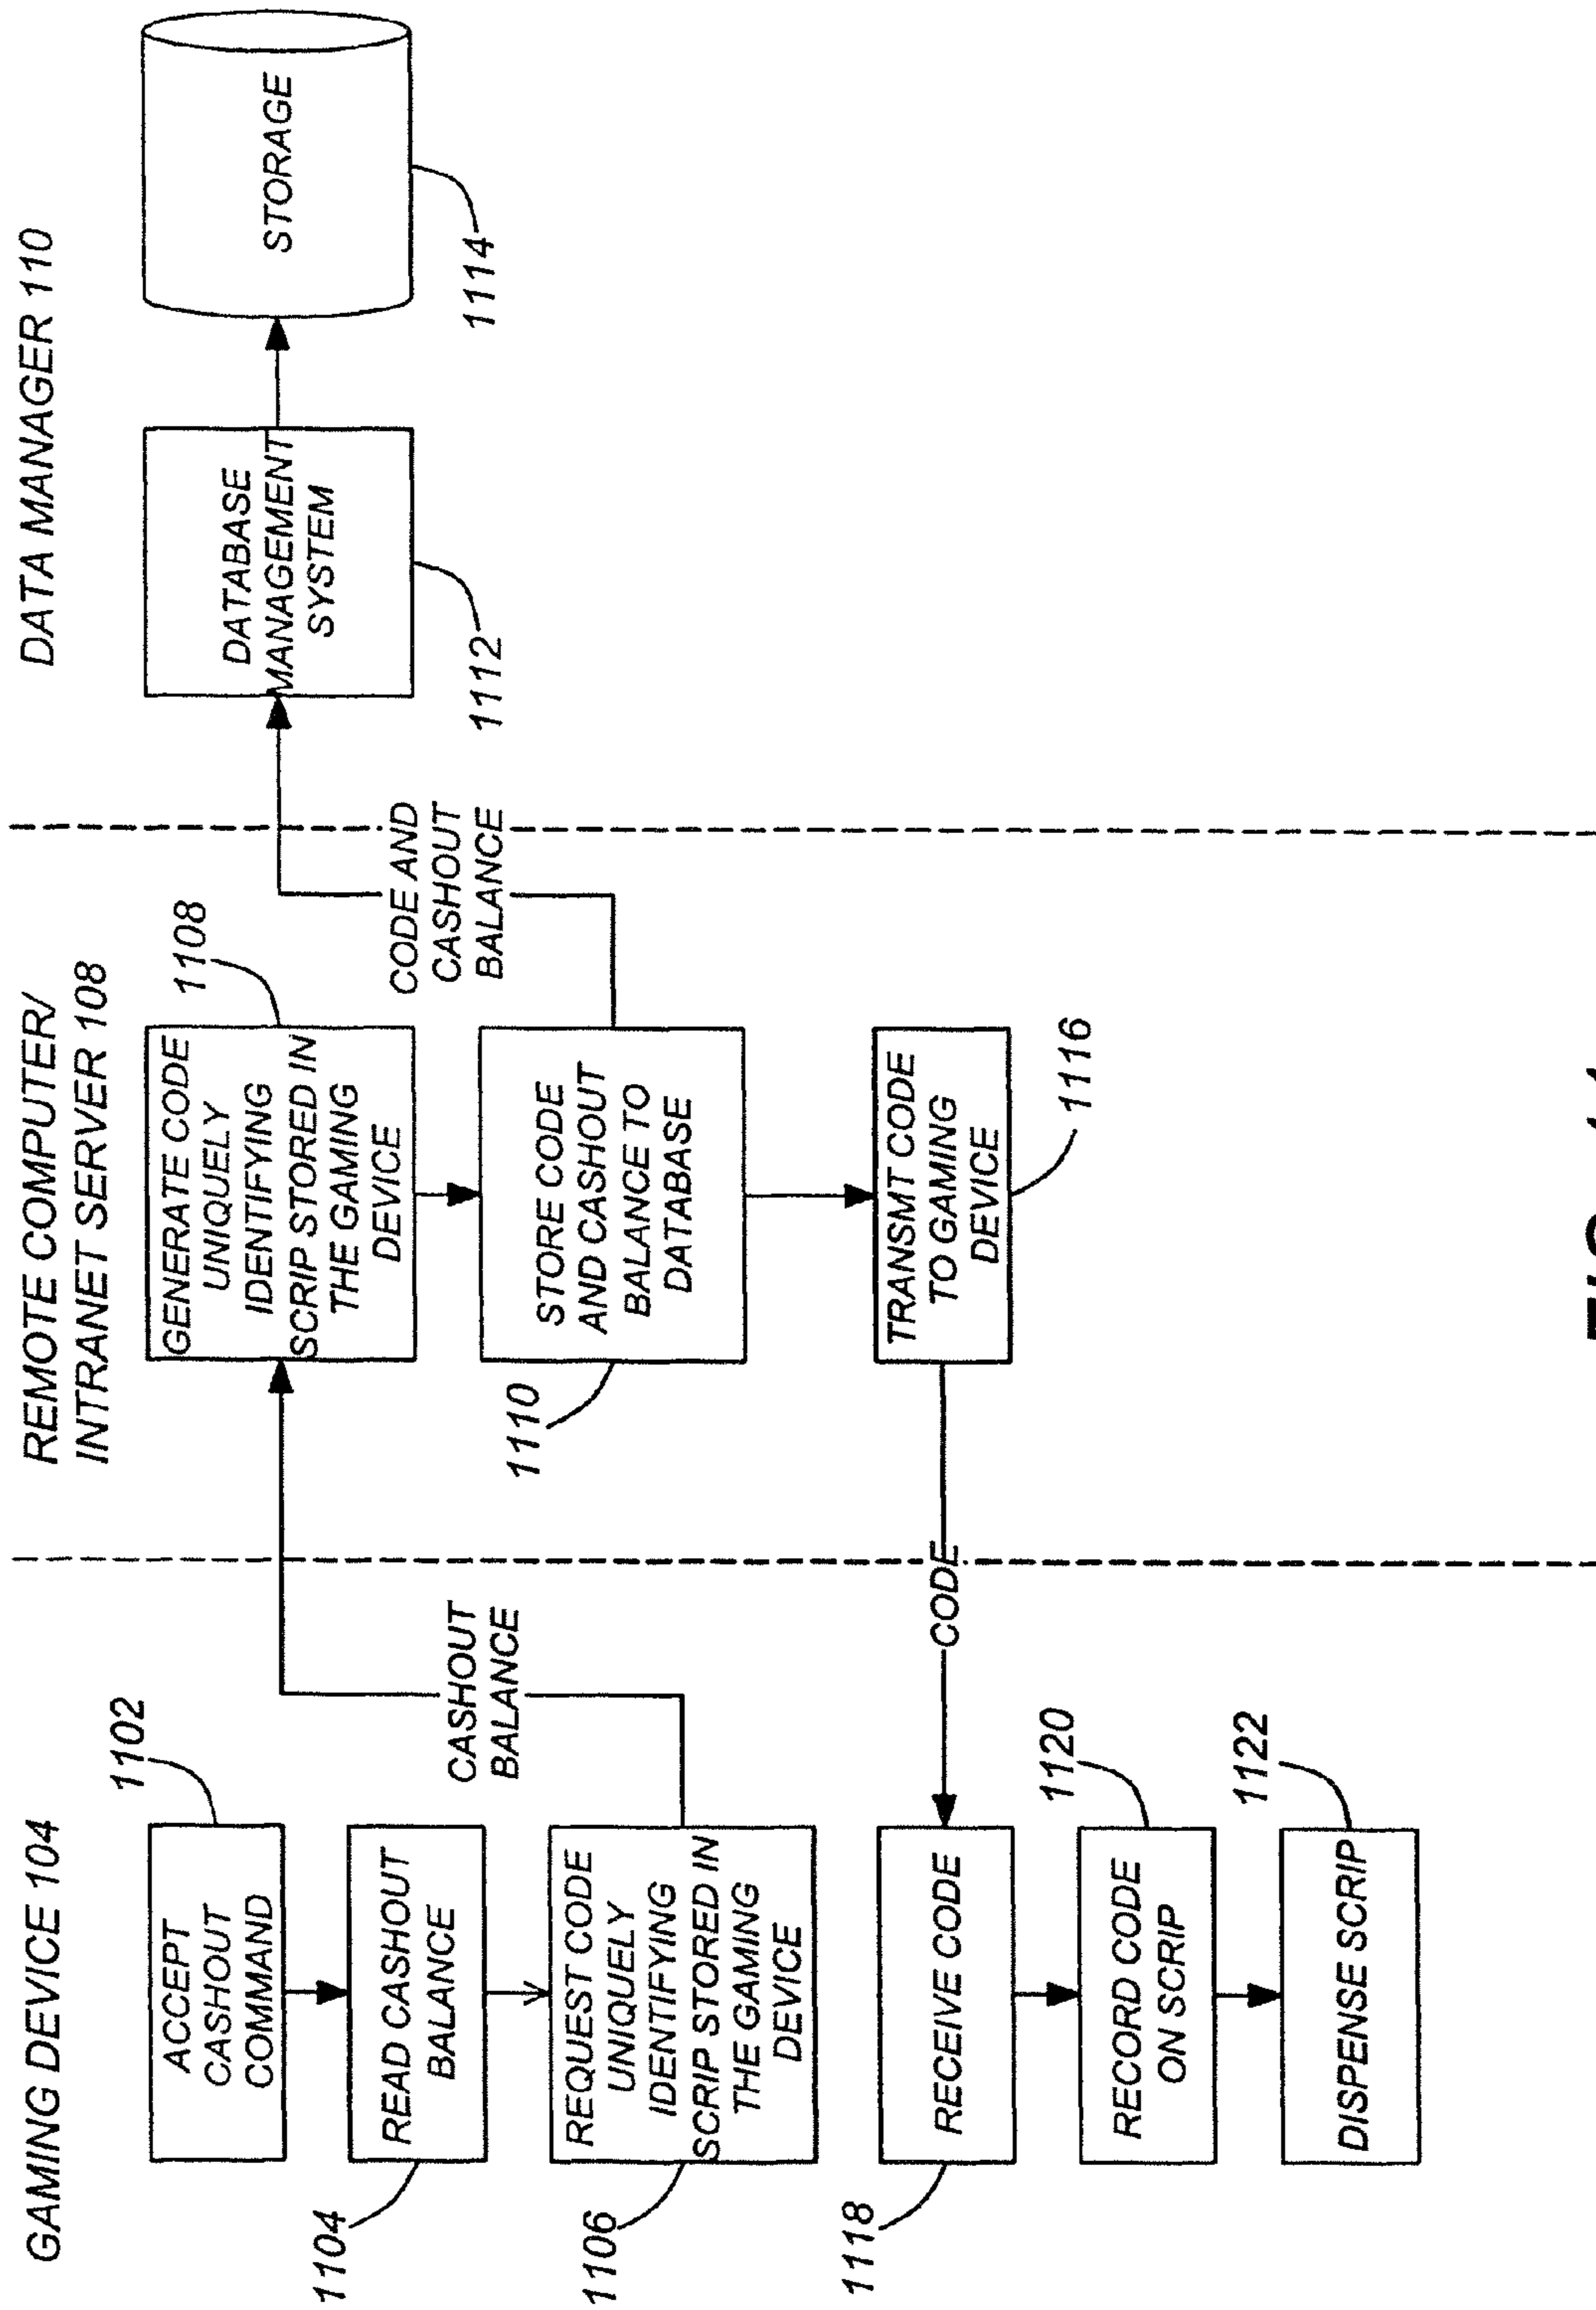 GAMING DEVICE 104
1102
ACCEPT
CASHOUT
COMMAND
1104
READ CASHOUT
BALANCE
1106
REQUEST CODE
UNIQUELY
IDENTIFYING
SCRIP STORED IN
THE GAMING
DEVICE
CASHOUT
BALANCE
1118
RECEIVE CODE
1120
RECORD CODE
ON SCRIP
1122
DISPENSE SCRIP
REMOTE COMPUTER/
INTRANET SERVER 108
1108
GENERATE CODE
UNIQUELY
IDENTIFYING
SCRIP STORED IN
THE GAMING
DEVICE
1110
STORE CODE
AND CASHOUT
BALANCE TO
DATABASE
CODE AND
CASHOUT
BALANCE
TRANSMT CODE
TO GAMING
DEVICE
1116
CODE
DATA MANAGER 110
DATABASE
MANAGEMENT
SYSTEM
1112
STORAGE
1114